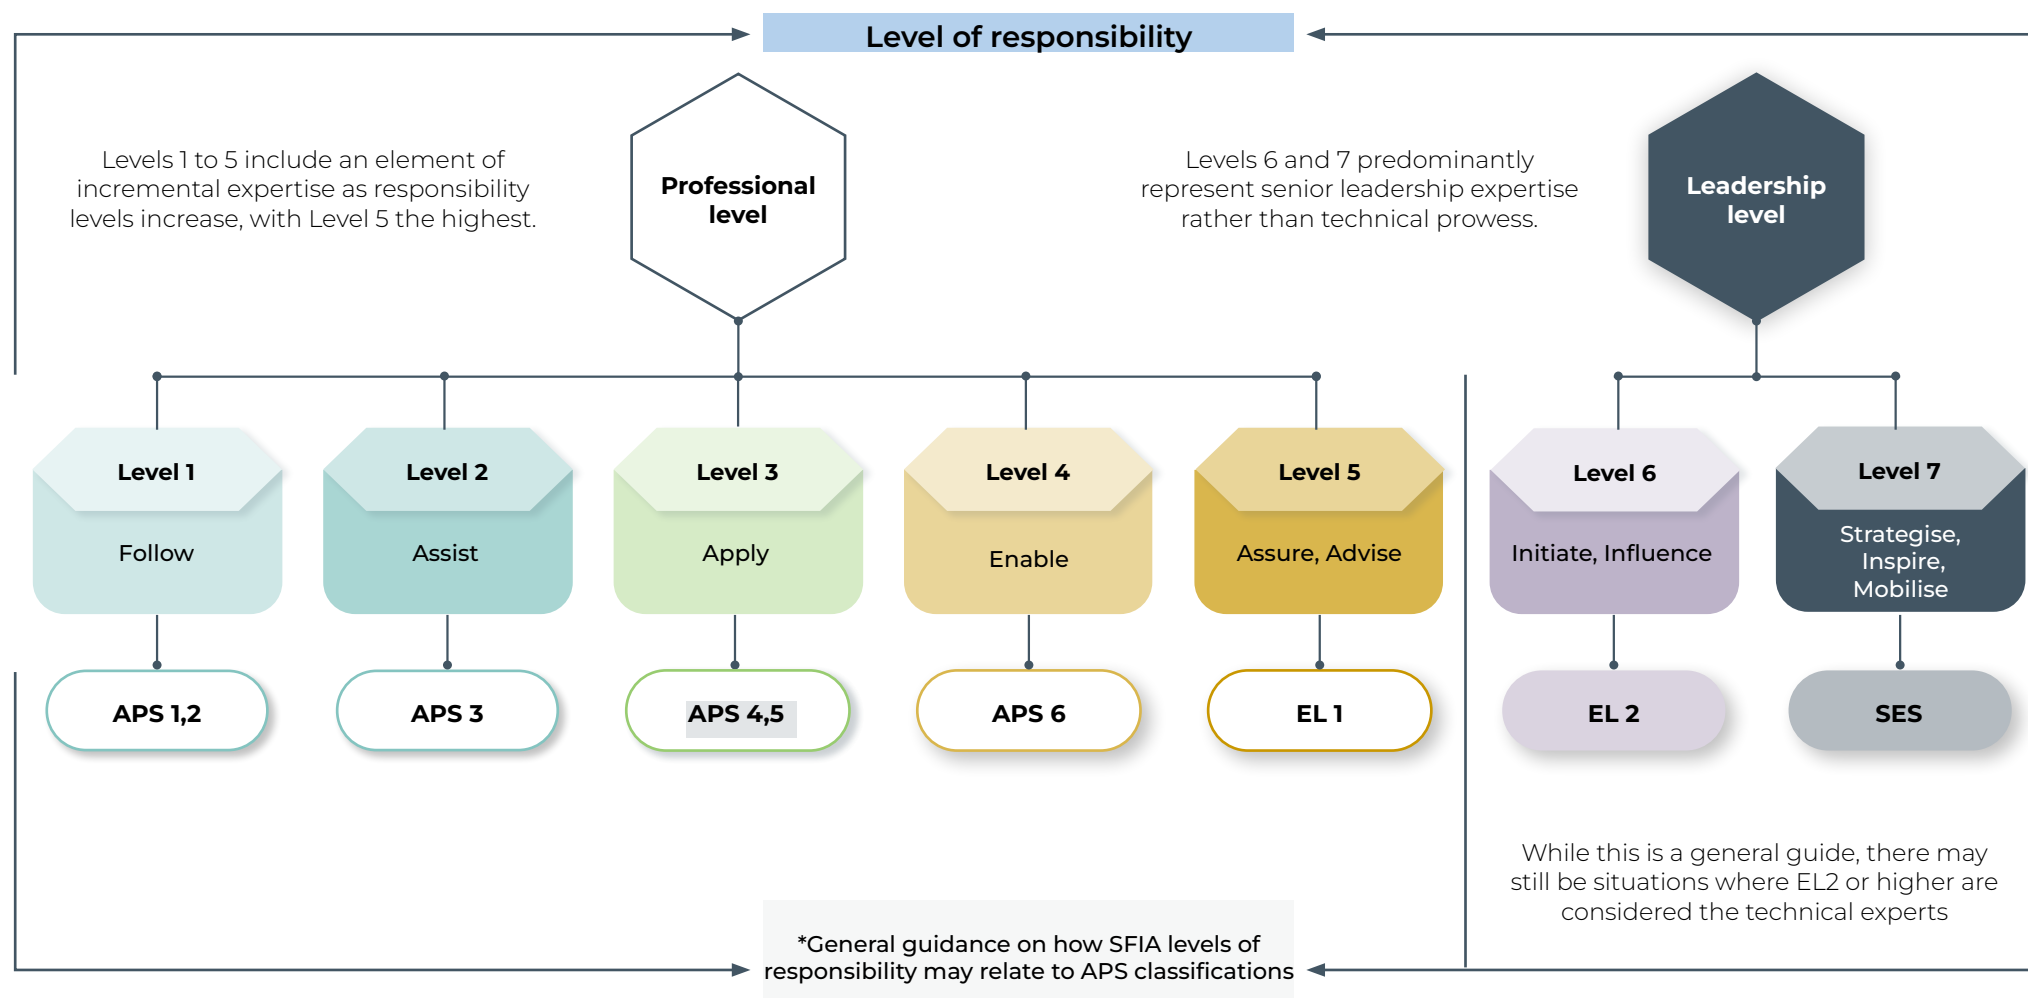 Level of responsibility
Levels 1 to 5 include an element of
incremental expertise as responsibility
levels increase, with Level 5 the highest.
Professional
level
Levels 6 and 7 predominantly
represent senior leadership expertise
rather than technical prowess.
Leadership
level
Level 1
Follow
APS 1,2
Level 2
Assist
APS 3
Level 3
Apply
APS 4,5
Level 4
Enable
APS 6
Level 5
Assure, Advise
EL 1
Level 6
Initiate, Influence
EL 2
Level 7
Strategise,
Inspire,
Mobilise
SES
While this is a general guide, there may
still be situations where EL2 or higher are
considered the technical experts
*General guidance on how SFIA levels of
responsibility may relate to APS classifications